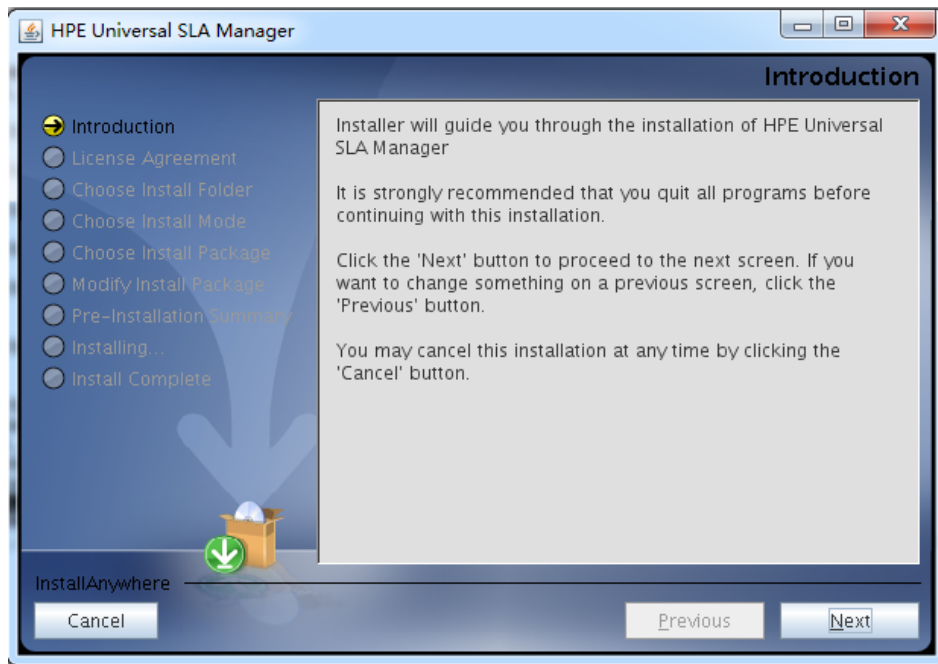 HPE Universal SLA Manager
Introduction
Introduction
License Agreement
Choose Install Folder
Choose Install Mode
Choose Install Package
Modify Install Package
Pre-Installation Summary
Installing...
Install Complete
Installer will guide you through the installation of HPE Universal
SLA Manager
It is strongly recommended that you quit all programs before
continuing with this installation.
Click the 'Next' button to proceed to the next screen. If you
want to change something on a previous screen, click the
'Previous' button.
You may cancel this installation at any time by clicking the
'Cancel' button.
InstallAnywhere
Cancel
Previous
Next